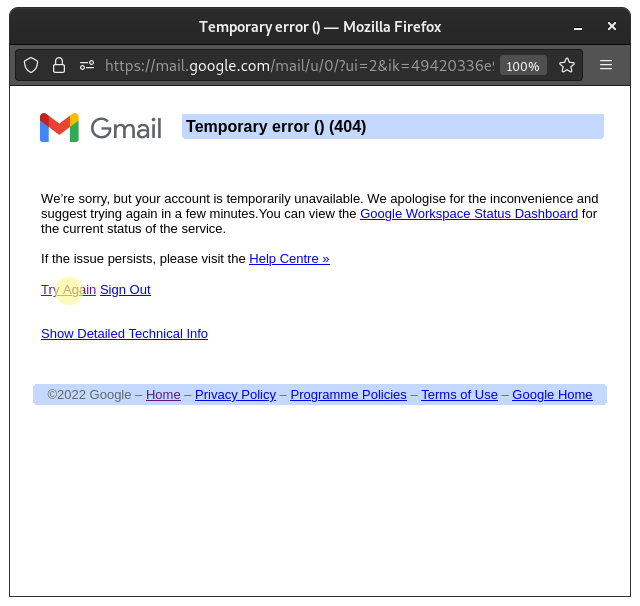 Temporary error () — Mozilla Firefox
https://mail.google.com/mail/u/0/?ui=2&ik=49420336e9
100%
Gmail
Temporary error () (404)
We’re sorry, but your account is temporarily unavailable. We apologise for the inconvenience and
suggest trying again in a few minutes.You can view the Google Workspace Status Dashboard for
the current status of the service.
If the issue persists, please visit the Help Centre »
Try Again Sign Out
Show Detailed Technical Info
©2022 Google – Home – Privacy Policy – Programme Policies – Terms of Use – Google Home